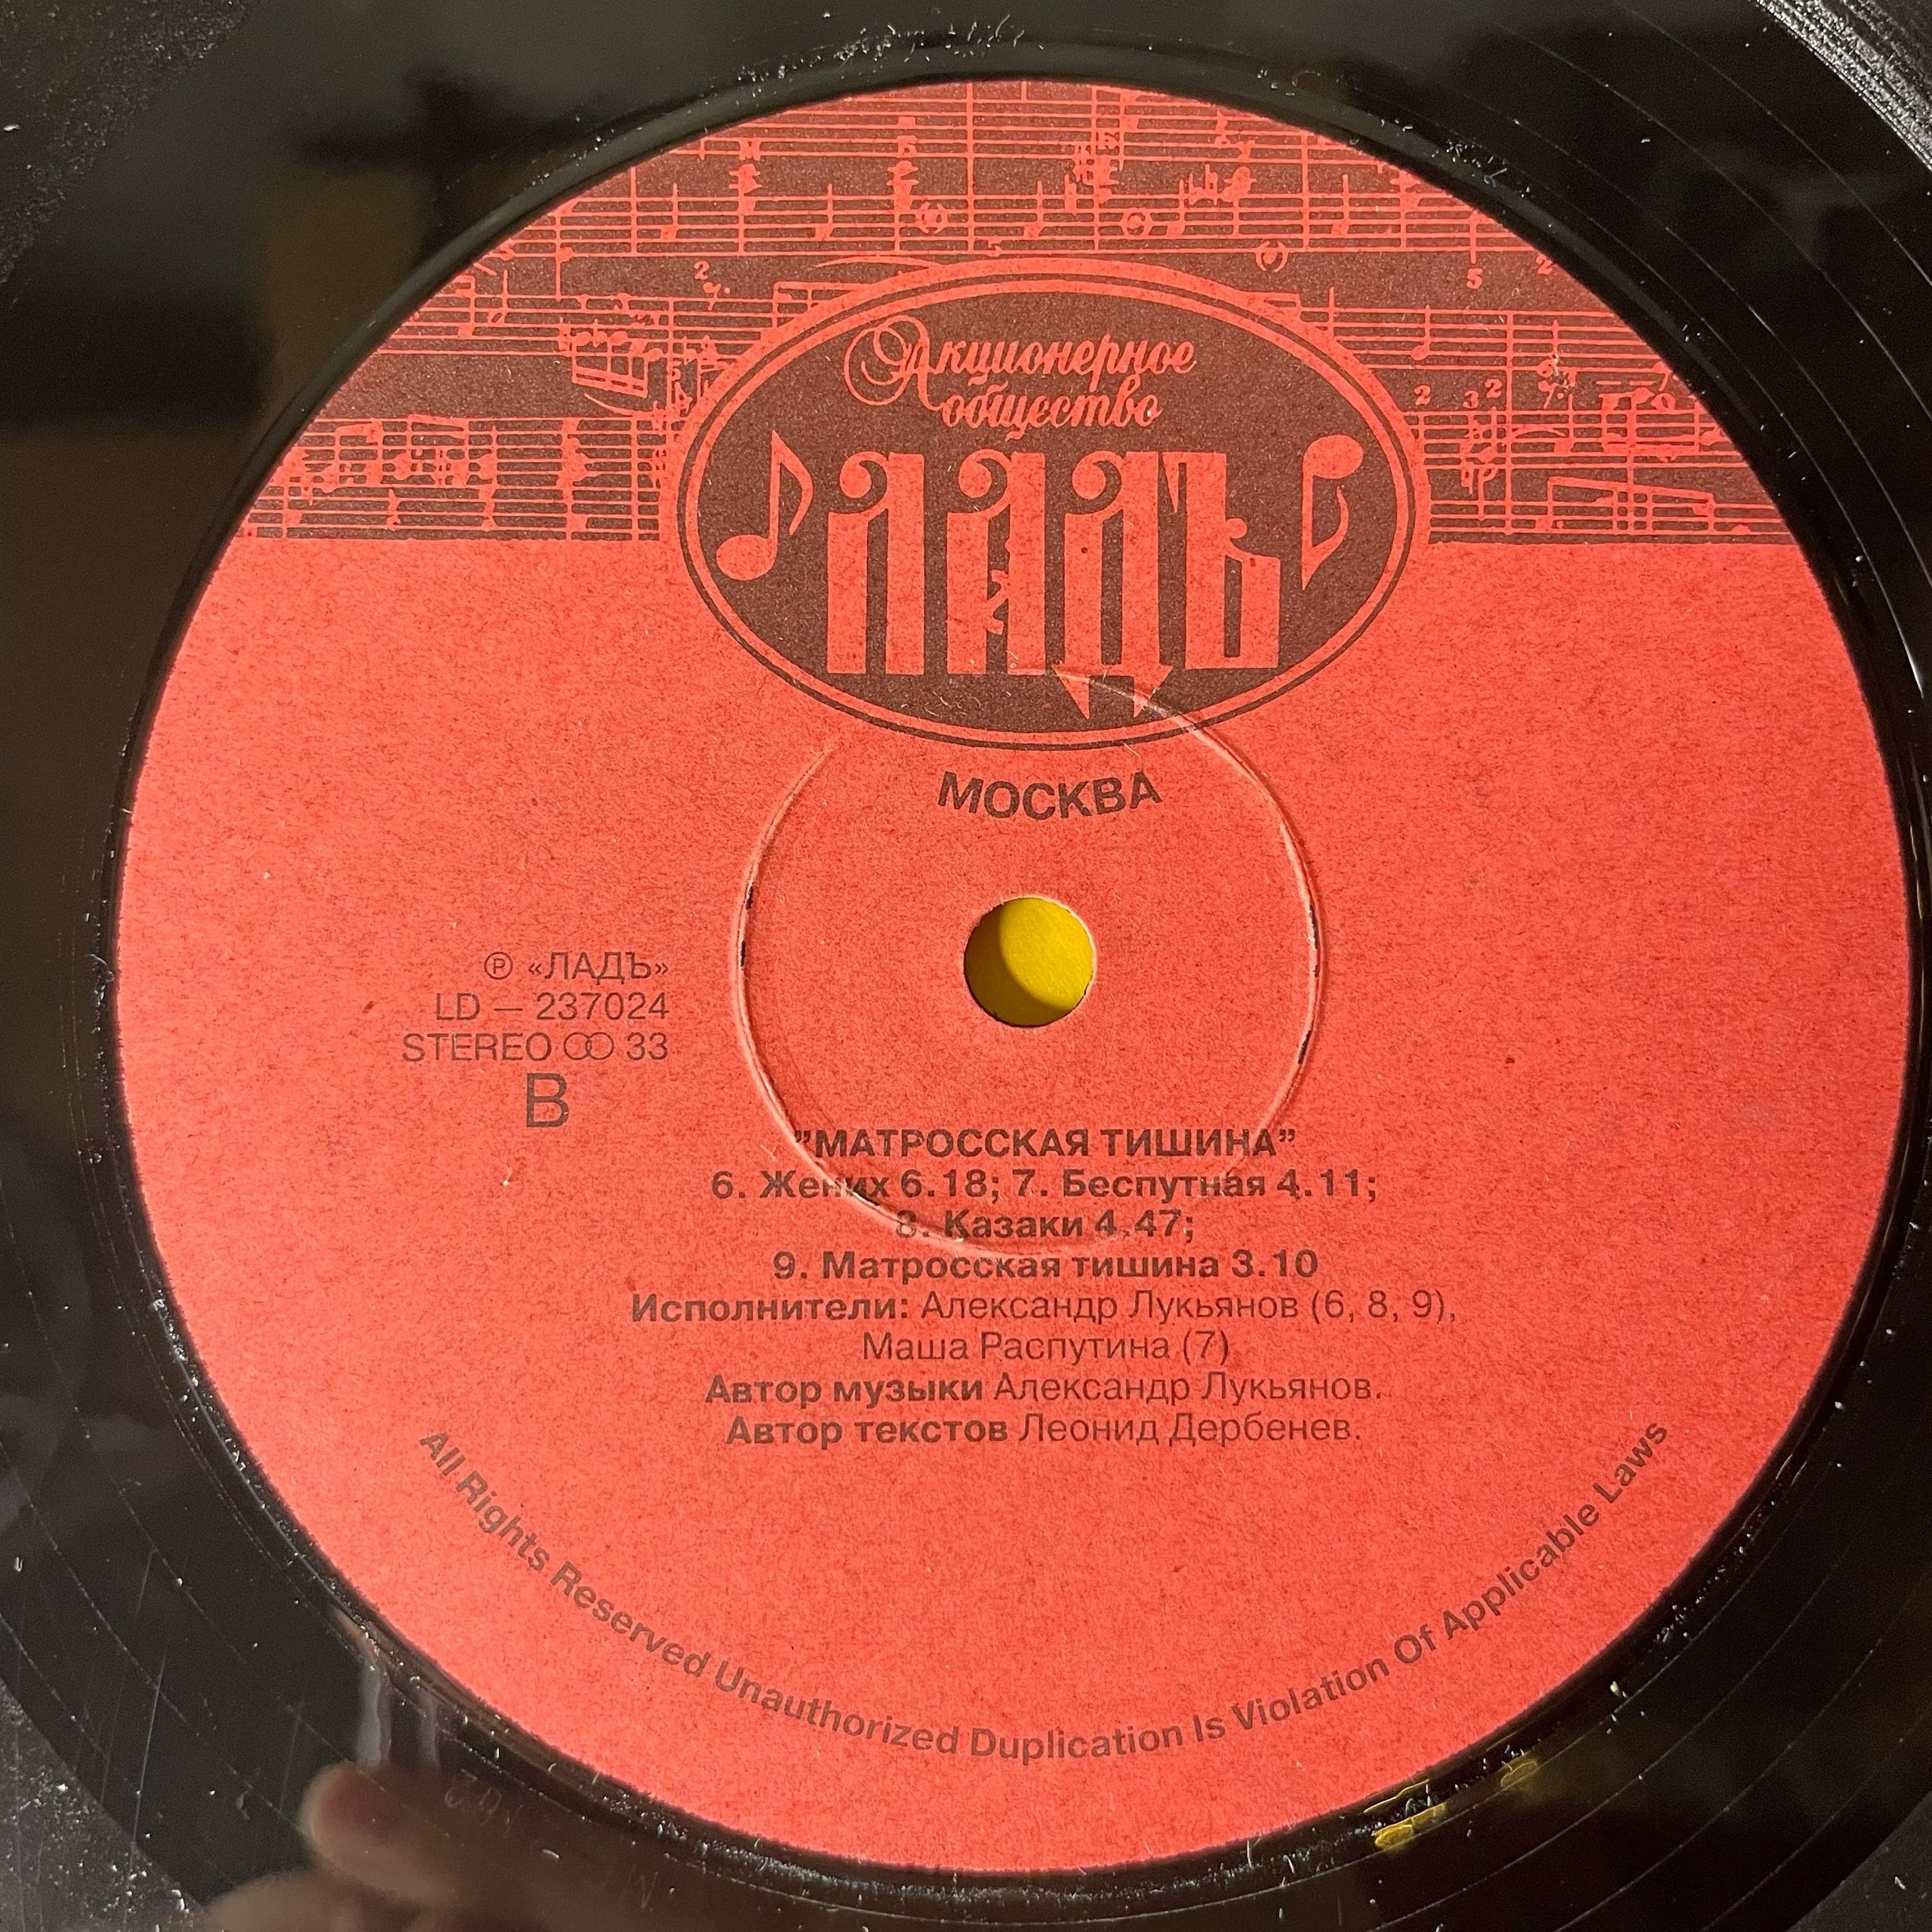 Акционерное
общество
ЛАДЪ
МОСКВА
℗ «ЛАДЪ»
LD — 237024
STEREO OO 33
B
”МАТРОССКАЯ ТИШИНА”
6. Жених 6.18; 7. Беспутная 4.11;
8. Казаки 4.47;
9. Матросская тишина 3.10
Исполнители: Александр Лукьянов (6, 8, 9),
Маша Распутина (7)
Автор музыки Александр Лукьянов.
Автор текстов Леонид Дербенев.
All Rights Reserved Unauthorized Duplication Is Violation Of Applicable Laws